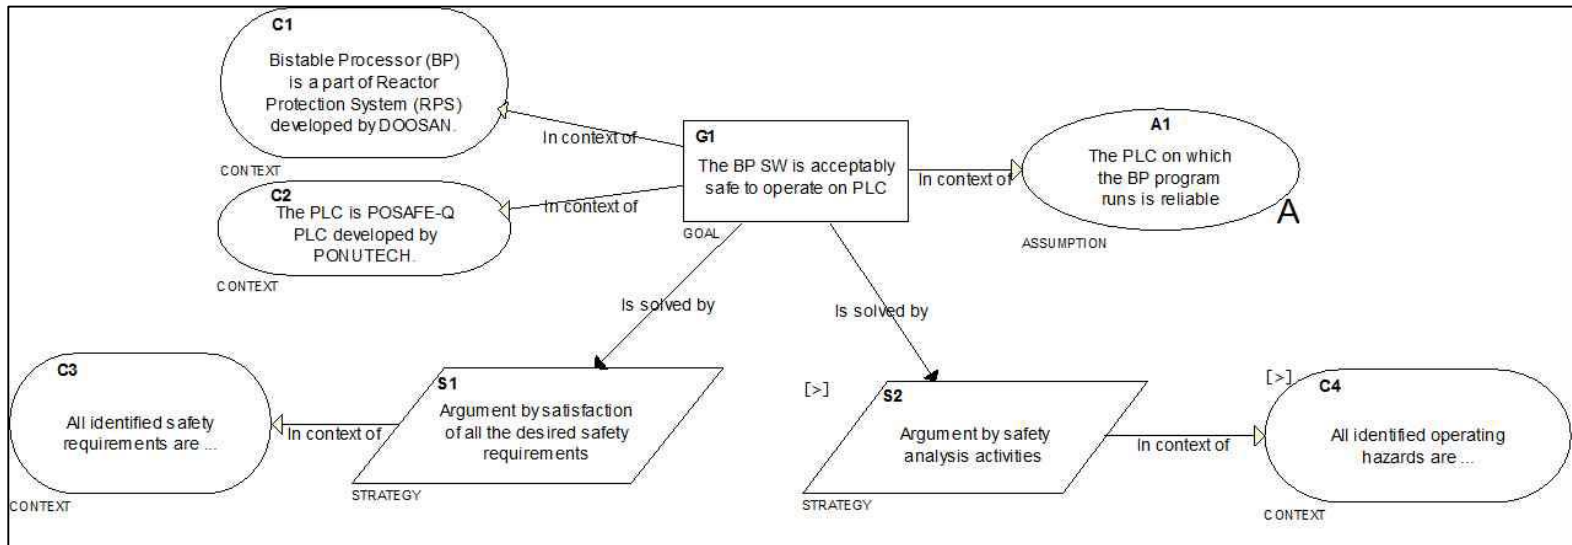 C1
Bistable Processor (BP)
is a part of Reactor
Protection System (RPS)
developed by DOOSAN.
CONTEXT
In context of
G1
The BP SW is acceptably
safe to operate on PLC
GOAL
In context of
A1
The PLC on which
the BP program
runs is reliable
A
ASSUMPTION
C2
The PLC is POSAFE-Q
PLC developed by
PONUTECH.
CONTEXT
In context of
Is solved by
Is solved by
C3
All identified safety
requirements are ...
CONTEXT
In context of
S1
Argument by satisfaction
of all the desired safety
requirements
STRATEGY
[>]
S2
Argument by safety
analysis activities
STRATEGY
In context of
[>]
C4
All identified operating
hazards are ...
CONTEXT